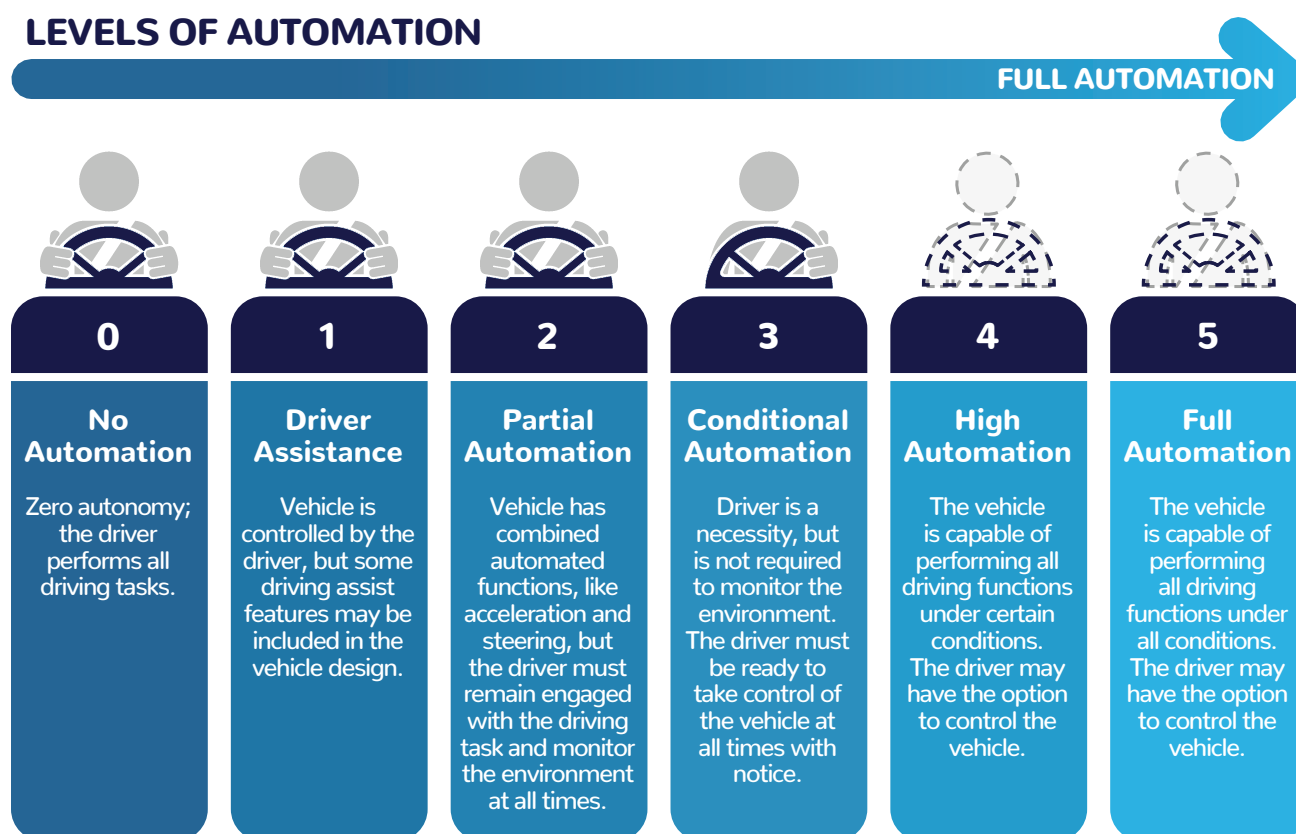 LEVELS OF AUTOMATION
FULL AUTOMATION
0
No
Automation
Zero autonomy;
the driver
performs all
driving tasks.
1
Driver
Assistance
Vehicle is
controlled by the
driver, but some
driving assist
features may be
included in the
vehicle design.
2
Partial
Automation
Vehicle has
combined
automated
functions, like
acceleration and
steering, but
the driver must
remain engaged
with the driving
task and monitor
the environment
at all times.
3
Conditional
Automation
Driver is a
necessity, but
is not required
to monitor the
environment.
The driver must
be ready to
take control of
the vehicle at
all times with
notice.
4
High
Automation
The vehicle
is capable of
performing all
driving functions
under certain
conditions.
The driver may
have the option
to control the
vehicle.
5
Full
Automation
The vehicle
is capable of
performing
all driving
functions under
all conditions.
The driver may
have the option
to control the
vehicle.